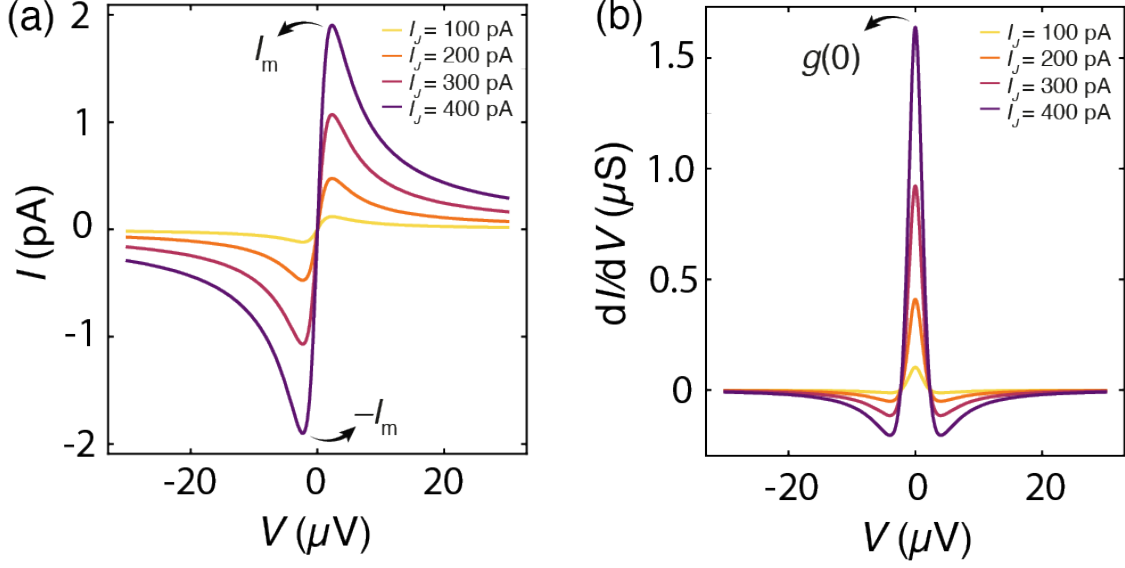 (a)
I_m
I_J = 100 pA
I_J = 200 pA
I_J = 300 pA
I_J = 400 pA
–I_m
2
1
0
-1
-2
I (pA)
-20
0
20
V (μV)
(b)
g(0)
I_J = 100 pA
I_J = 200 pA
I_J = 300 pA
I_J = 400 pA
1.5
1.0
0.5
0
dI/dV (μS)
-20
0
20
V (μV)